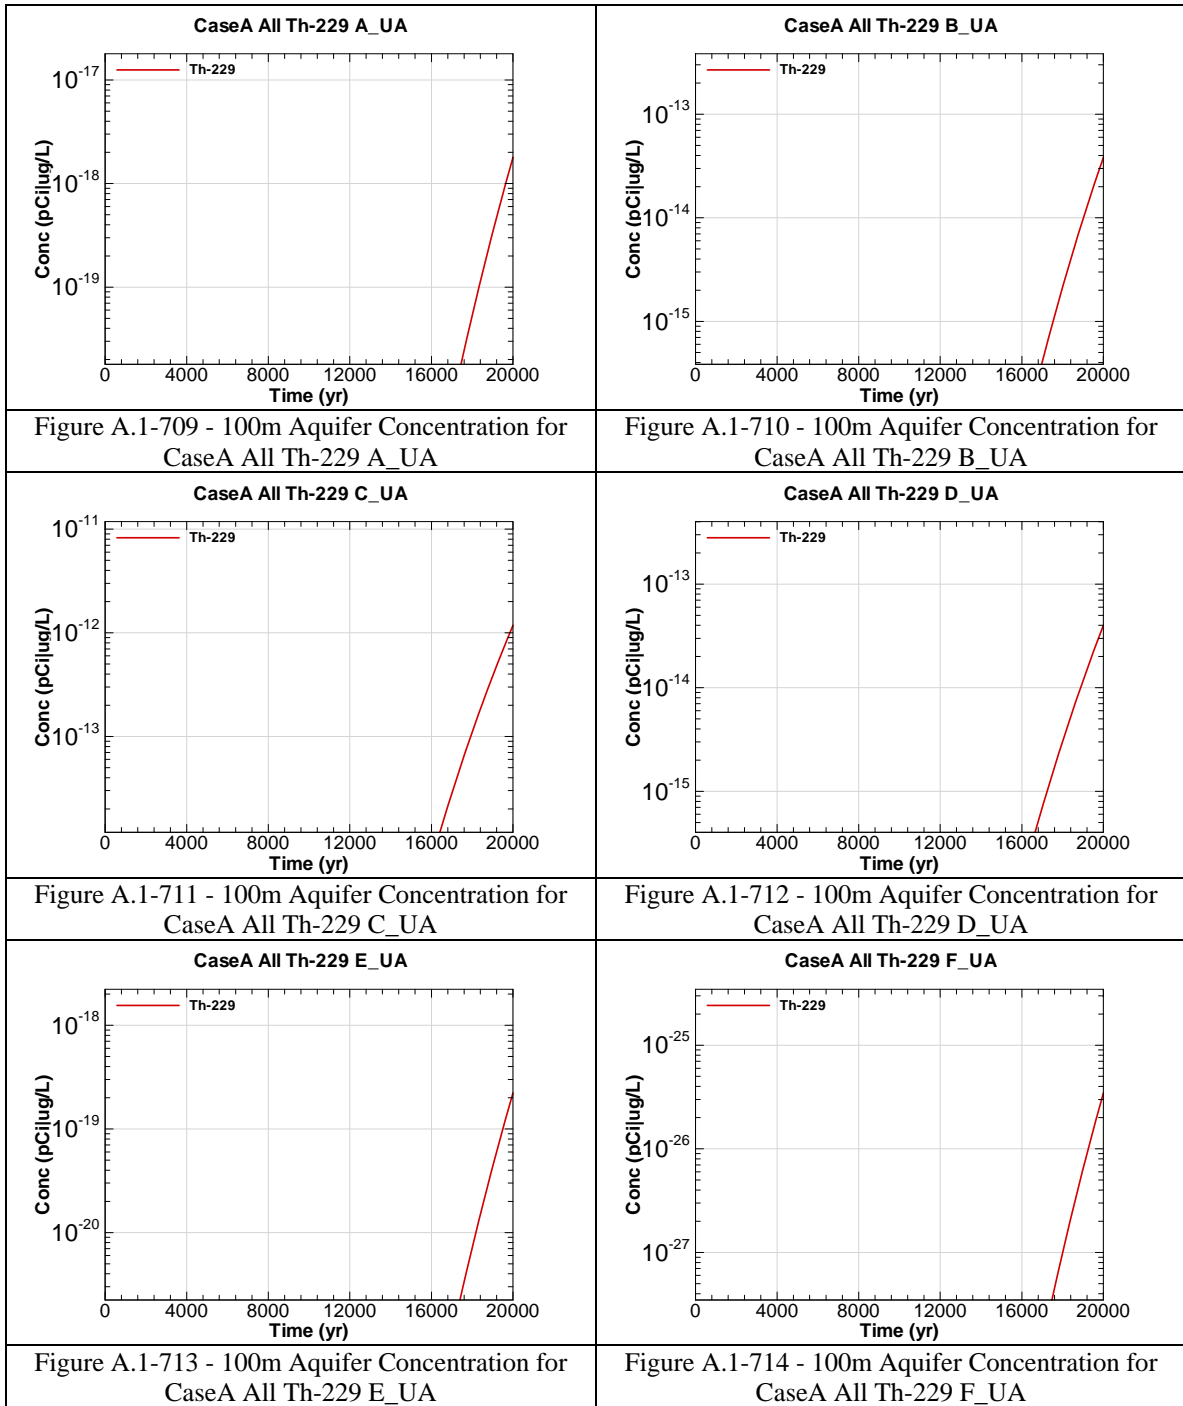 CaseA All Th-229 A_UA
Th-229
10-17
10-18
10-19
Conc (pCi|ug/L)
0 4000 8000 12000 16000 20000
Time (yr)
Figure A.1-709 - 100m Aquifer Concentration for
CaseA All Th-229 A_UA
CaseA All Th-229 B_UA
Th-229
10-13
10-14
10-15
Conc (pCi|ug/L)
0 4000 8000 12000 16000 20000
Time (yr)
Figure A.1-710 - 100m Aquifer Concentration for
CaseA All Th-229 B_UA
CaseA All Th-229 C_UA
Th-229
10-11
10-12
10-13
Conc (pCi|ug/L)
0 4000 8000 12000 16000 20000
Time (yr)
Figure A.1-711 - 100m Aquifer Concentration for
CaseA All Th-229 C_UA
CaseA All Th-229 D_UA
Th-229
10-13
10-14
10-15
Conc (pCi|ug/L)
0 4000 8000 12000 16000 20000
Time (yr)
Figure A.1-712 - 100m Aquifer Concentration for
CaseA All Th-229 D_UA
CaseA All Th-229 E_UA
Th-229
10-18
10-19
10-20
Conc (pCi|ug/L)
0 4000 8000 12000 16000 20000
Time (yr)
Figure A.1-713 - 100m Aquifer Concentration for
CaseA All Th-229 E_UA
CaseA All Th-229 F_UA
Th-229
10-25
10-26
10-27
Conc (pCi|ug/L)
0 4000 8000 12000 16000 20000
Time (yr)
Figure A.1-714 - 100m Aquifer Concentration for
CaseA All Th-229 F_UA